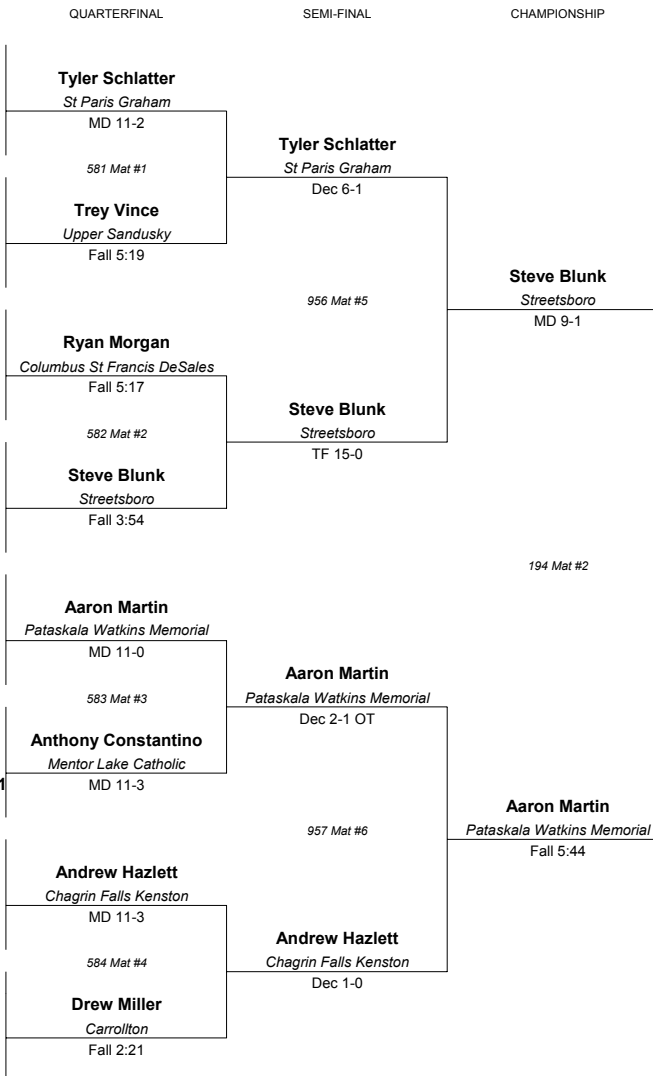 QUARTERFINAL SEMI-FINAL CHAMPIONSHIP
Tyler Schlatter
St Paris Graham
MD 11-2
Tyler Schlatter
581 Mat #1 St Paris Graham
Dec 6-1
Trey Vince
Upper Sandusky
Fall 5:19
Steve Blunk
956 Mat #5 Streetsboro
MD 9-1
Ryan Morgan
Columbus St Francis DeSales
Fall 5:17
Steve Blunk
582 Mat #2 Streetsboro
TF 15-0
Steve Blunk
Streetsboro
Fall 3:54
194 Mat #2
Aaron Martin
Pataskala Watkins Memorial
MD 11-0
Aaron Martin
583 Mat #3 Pataskala Watkins Memorial
Dec 2-1 OT
Anthony Constantino
Mentor Lake Catholic
1 MD 11-3
Aaron Martin
957 Mat #6 Pataskala Watkins Memorial
Fall 5:44
Andrew Hazlett
Chagrin Falls Kenston
MD 11-3
Andrew Hazlett
584 Mat #4 Chagrin Falls Kenston
Dec 1-0
Drew Miller
Carrollton
Fall 2:21